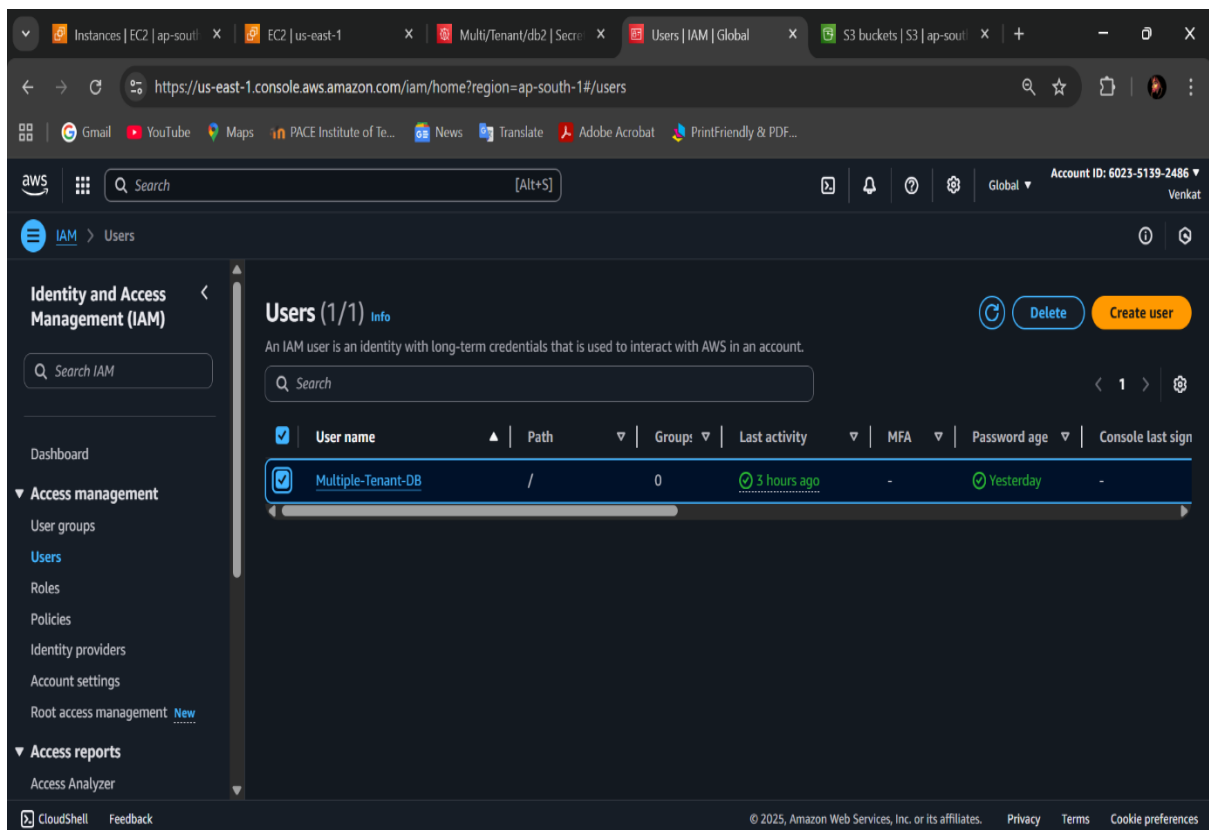 Instances | EC2 | ap-south
EC2 | us-east-1
Multi/Tenant/db2 | Secre
Users | IAM | Global
S3 buckets | S3 | ap-sout
https://us-east-1.console.aws.amazon.com/iam/home?region=ap-south-1#/users
Gmail
YouTube
Maps
PACE Institute of Te...
News
Translate
Adobe Acrobat
PrintFriendly & PDF...
aws
Search
[Alt+S]
Global
Account ID: 6023-5139-2486
Venkat
IAM > Users
Identity and Access
Management (IAM)
Search IAM
Dashboard
Access management
User groups
Users
Roles
Policies
Identity providers
Account settings
Root access management New
Access reports
Access Analyzer
Users (1/1) Info
Delete
Create user
An IAM user is an identity with long-term credentials that is used to interact with AWS in an account.
Search
1
User name
Path
Groups
Last activity
MFA
Password age
Console last sign
Multiple-Tenant-DB
/
0
3 hours ago
-
Yesterday
-
CloudShell
Feedback
© 2025, Amazon Web Services, Inc. or its affiliates.
Privacy
Terms
Cookie preferences